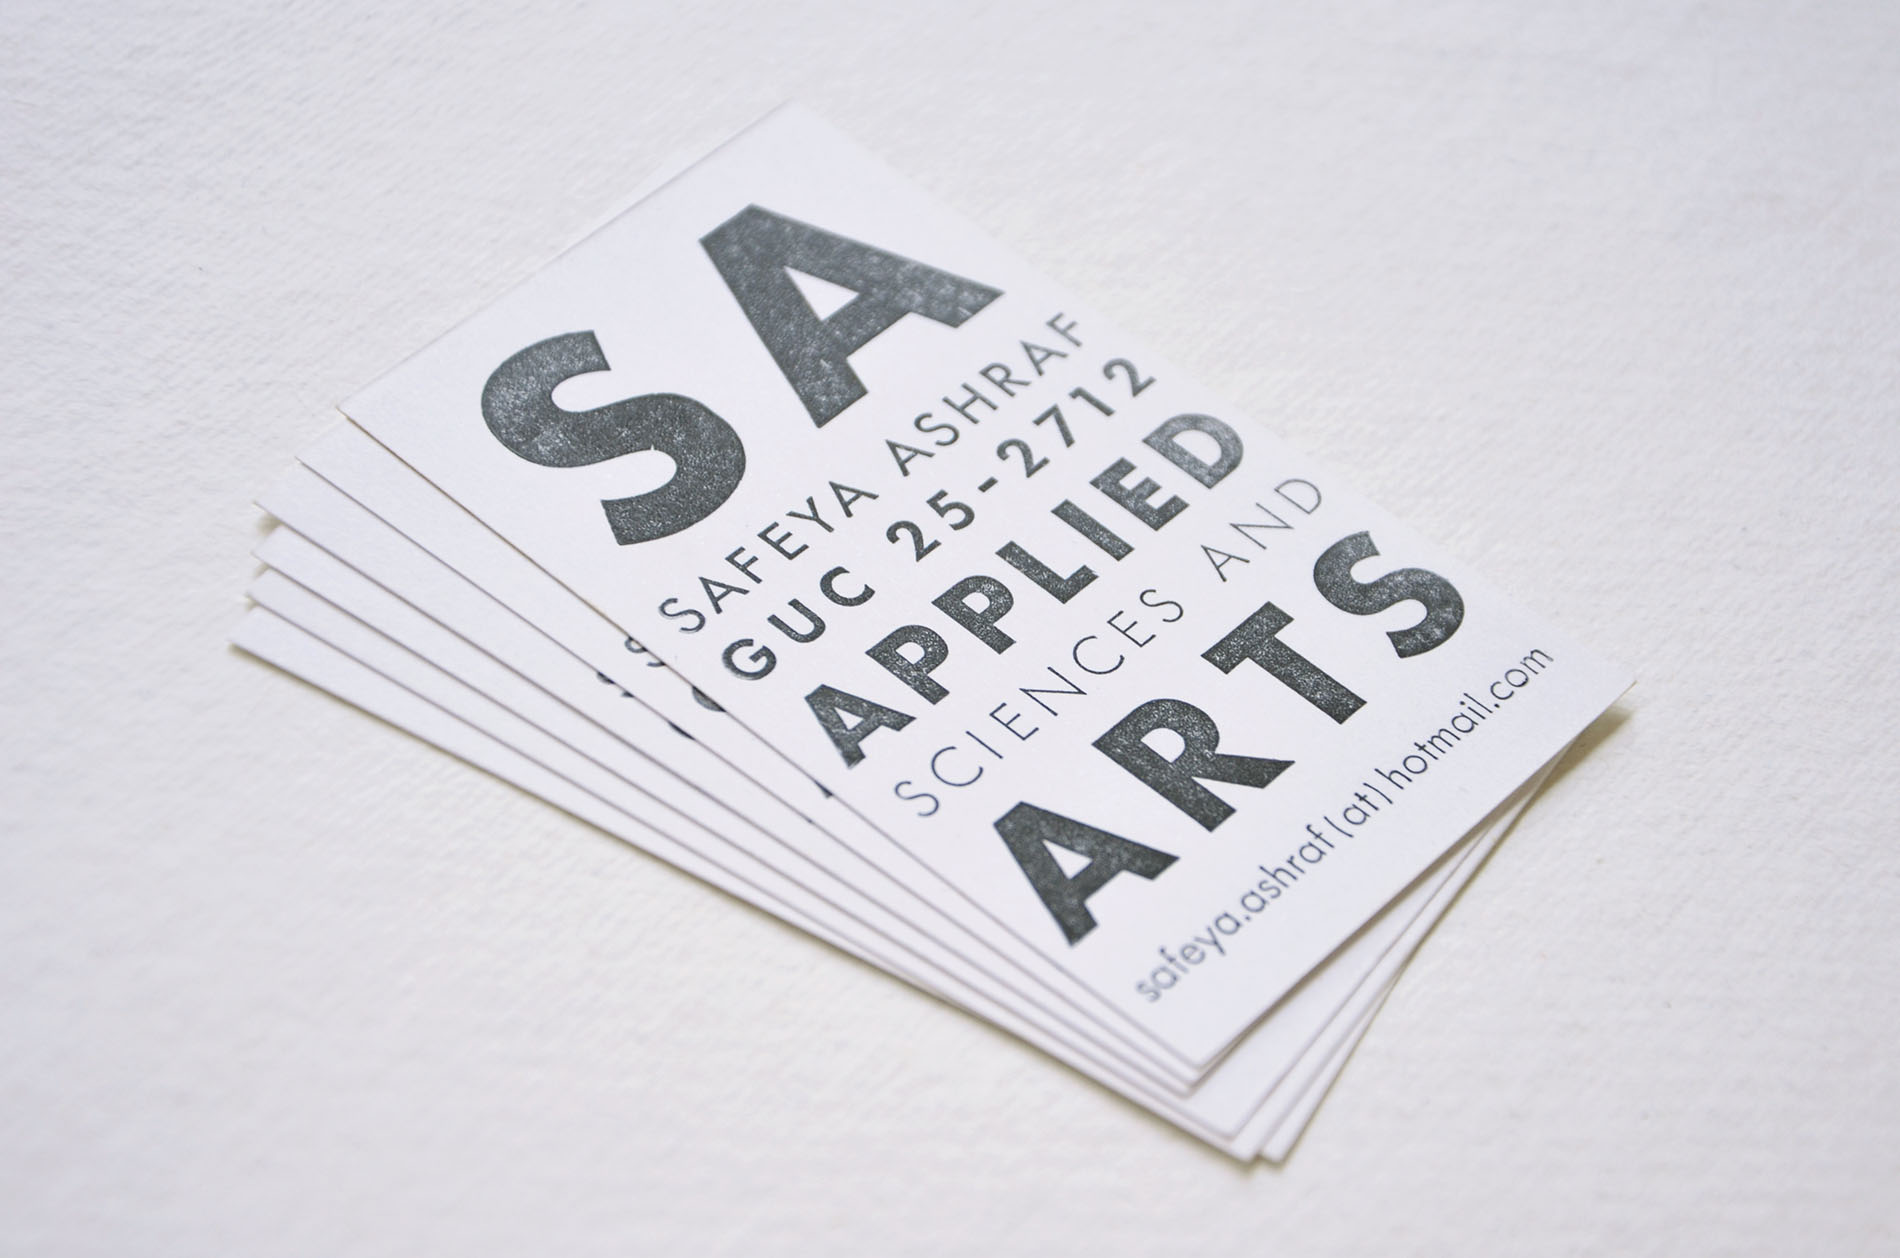 SA
SAFEYA ASHRAF
GUC 25-2712
APPLIED
SCIENCES AND
ARTS
safeya.ashraf(at)hotmail.com